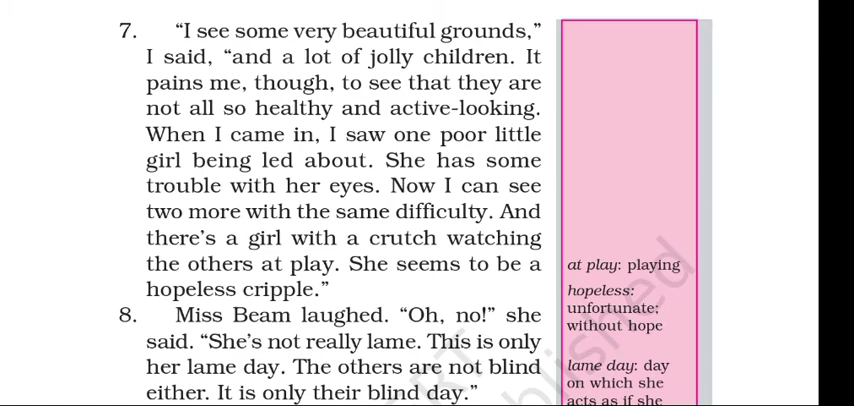 7. “I see some very beautiful grounds,”
I said, “and a lot of jolly children. It
pains me, though, to see that they are
not all so healthy and active-looking.
When I came in, I saw one poor little
girl being led about. She has some
trouble with her eyes. Now I can see
two more with the same difficulty. And
there’s a girl with a crutch watching
the others at play. She seems to be a
hopeless cripple.”
8. Miss Beam laughed. “Oh, no!” she
said. “She’s not really lame. This is only
her lame day. The others are not blind
either. It is only their blind day.”
at play: playing
hopeless:
unfortunate;
without hope
lame day: day
on which she
acts as if she